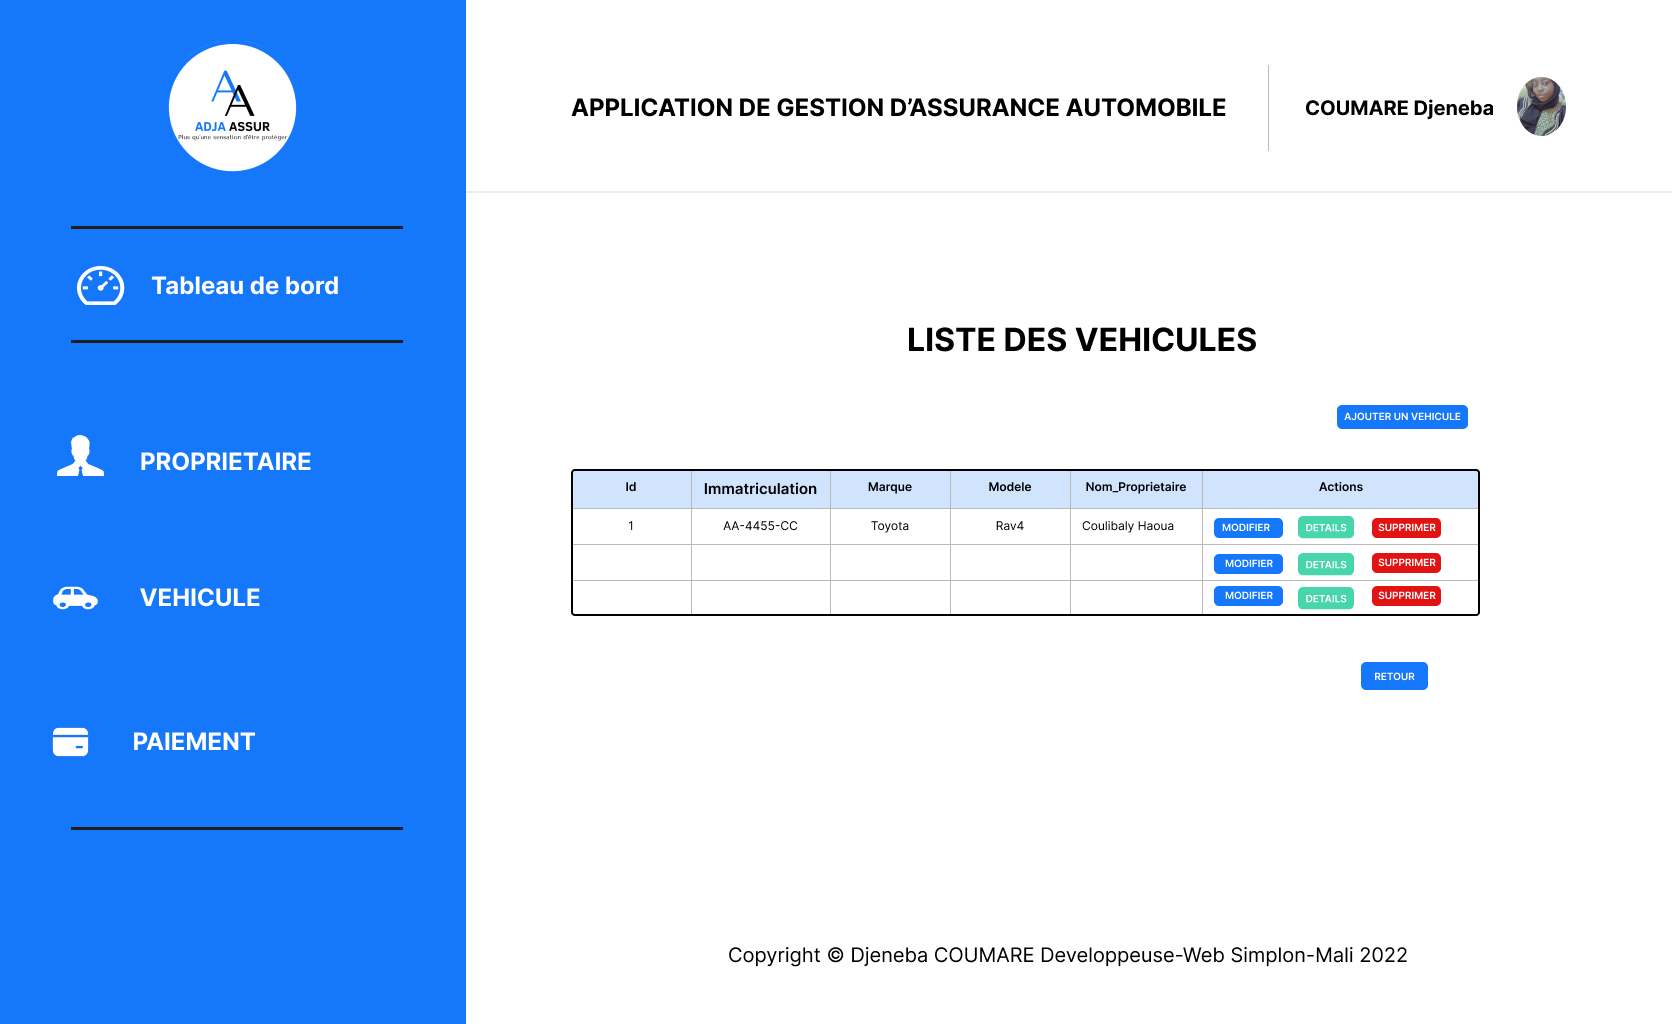 ADJA ASSUR
Plus qu'une sensation d'être protéger
APPLICATION DE GESTION D’ASSURANCE AUTOMOBILE
COUMARE Djeneba
Tableau de bord
PROPRIETAIRE
VEHICULE
PAIEMENT
LISTE DES VEHICULES
AJOUTER UN VEHICULE
Id Immatriculation Marque Modele Nom_Proprietaire Actions
1 AA-4455-CC Toyota Rav4 Coulibaly Haoua MODIFIER DETAILS SUPPRIMER
MODIFIER DETAILS SUPPRIMER
MODIFIER DETAILS SUPPRIMER
RETOUR
Copyright © Djeneba COUMARE Developpeuse-Web Simplon-Mali 2022